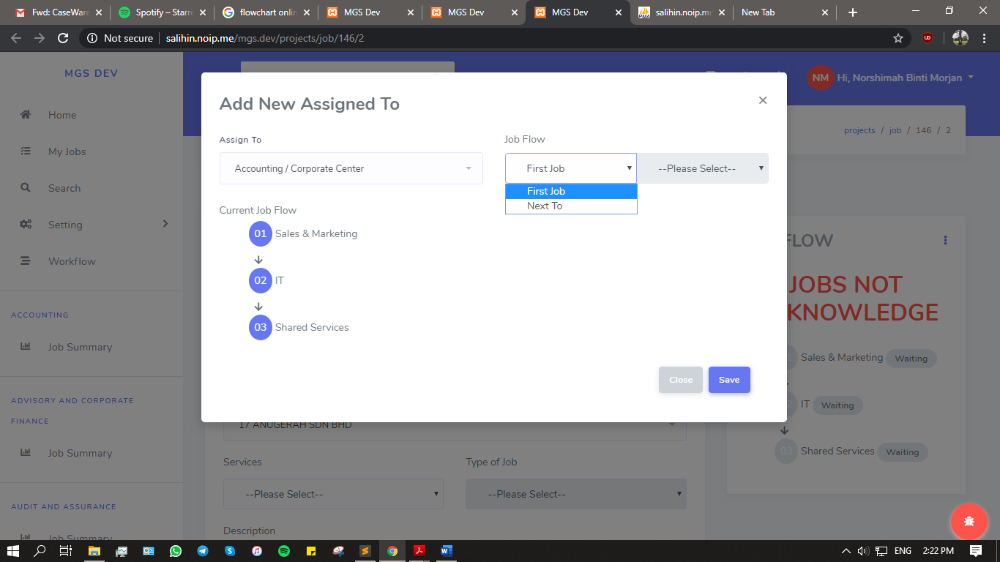 Fwd: CaseWare
Spotify – Starr
flowchart onlin
MGS Dev
MGS Dev
MGS Dev
salihin.noip.me
New Tab
Not secure
salihin.noip.me/mgs.dev/projects/job/146/2
MGS DEV
NM Hi, Norshimah Binti Morjan
Add New Assigned To
×
projects / job / 146 / 2
Assign To
Job Flow
Accounting / Corporate Center
First Job
--Please Select--
First Job
Next To
Current Job Flow
01 Sales & Marketing
02 IT
03 Shared Services
Close
Save
Home
My Jobs
Search
Setting
Workflow
ACCOUNTING
Job Summary
ADVISORY AND CORPORATE
FINANCE
Job Summary
AUDIT AND ASSURANCE
Job Summary
FLOW
JOBS NOT
KNOWLEDGE
Sales & Marketing Waiting
IT Waiting
03 Shared Services Waiting
17 ANUGERAH SDN BHD
Services
Type of Job
--Please Select--
--Please Select--
Description
ENG
2:22 PM